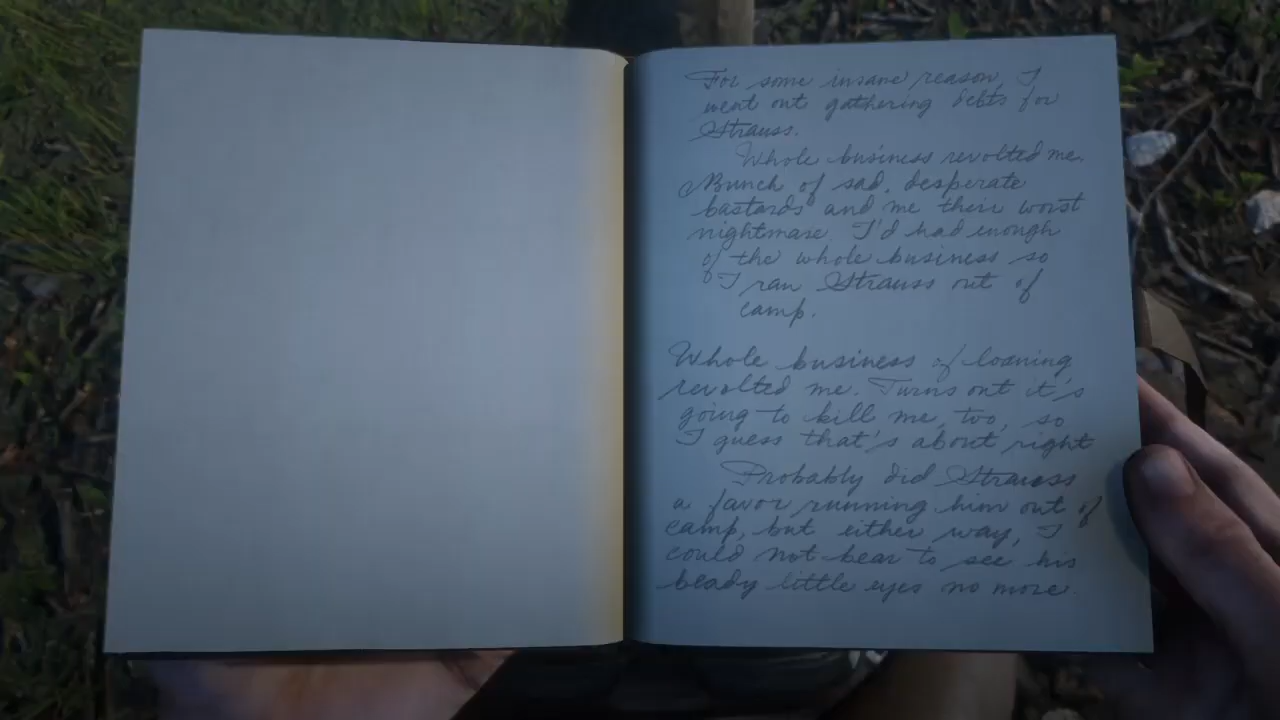 For some insane reason, I
went out gathering debts for
Strauss.
Whole business revolted me.
Bunch of sad, desperate
bastards and me their worst
nightmare. I'd had enough
of the whole business so
I ran Strauss out of
camp.
Whole business of loaning
revolted me. Turns out it's
going to kill me, too, so
I guess that's about right
Probably did Strauss
a favor running him out of
camp, but either way, I
could not bear to see his
beady little eyes no more.